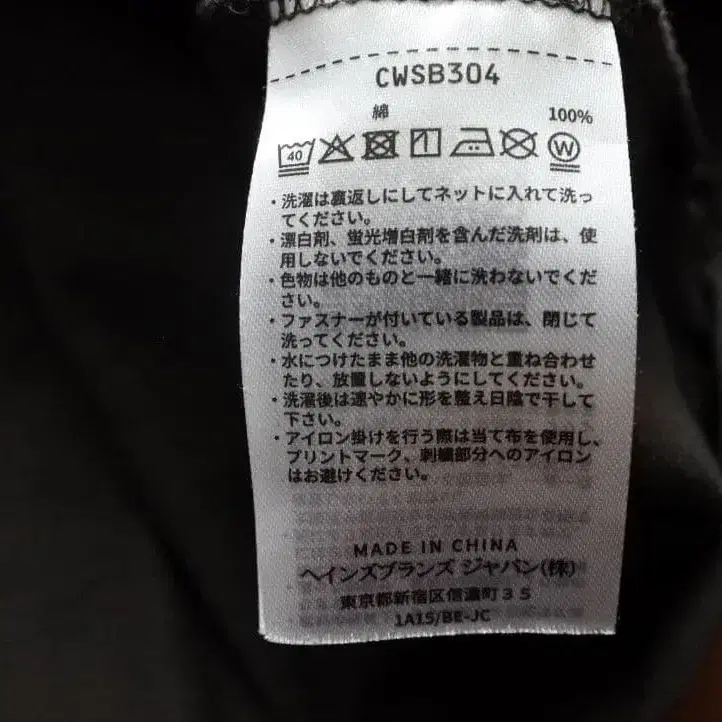 CWSB304
綿 100%
40 W
・洗濯は裏返しにしてネットに入れて洗っ
てください。
・漂白剤、蛍光増白剤を含んだ洗剤は、使
用しないでください。
・色物は他のものと一緒に洗わないでくだ
さい。
・ファスナーが付いている製品は、閉じて
洗ってください。
・水につけたまま他の洗濯物と重ね合わせ
たり、放置しないようにしてください。
・洗濯後は速やかに形を整え日陰で干して
下さい。
・アイロン掛けを行う際は当て布を使用し、
プリントマーク、刺繍部分へのアイロン
はお避けください。
MADE IN CHINA
ヘインズブランズ ジャパン(株)
東京都新宿区信濃町35
1A15/BE-JC